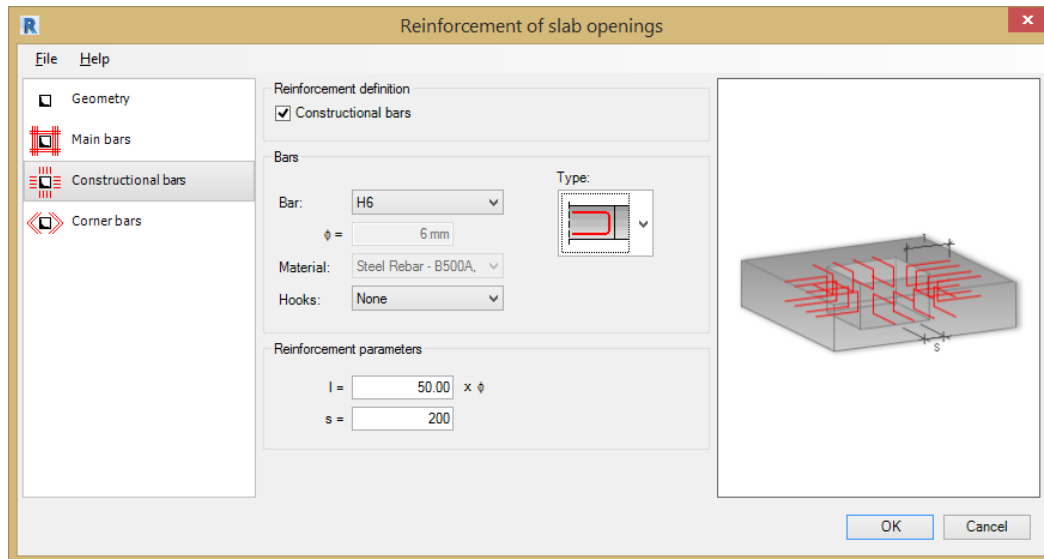 R
Reinforcement of slab openings
x
File Help
Geometry
Main bars
Constructional bars
Corner bars
Reinforcement definition
Constructional bars
Bars
Type:
Bar: H6
ϕ = 6 mm
Material: Steel Rebar - B500A,
Hooks: None
Reinforcement parameters
l = 50.00 x ϕ
s = 200
l
s
OK Cancel